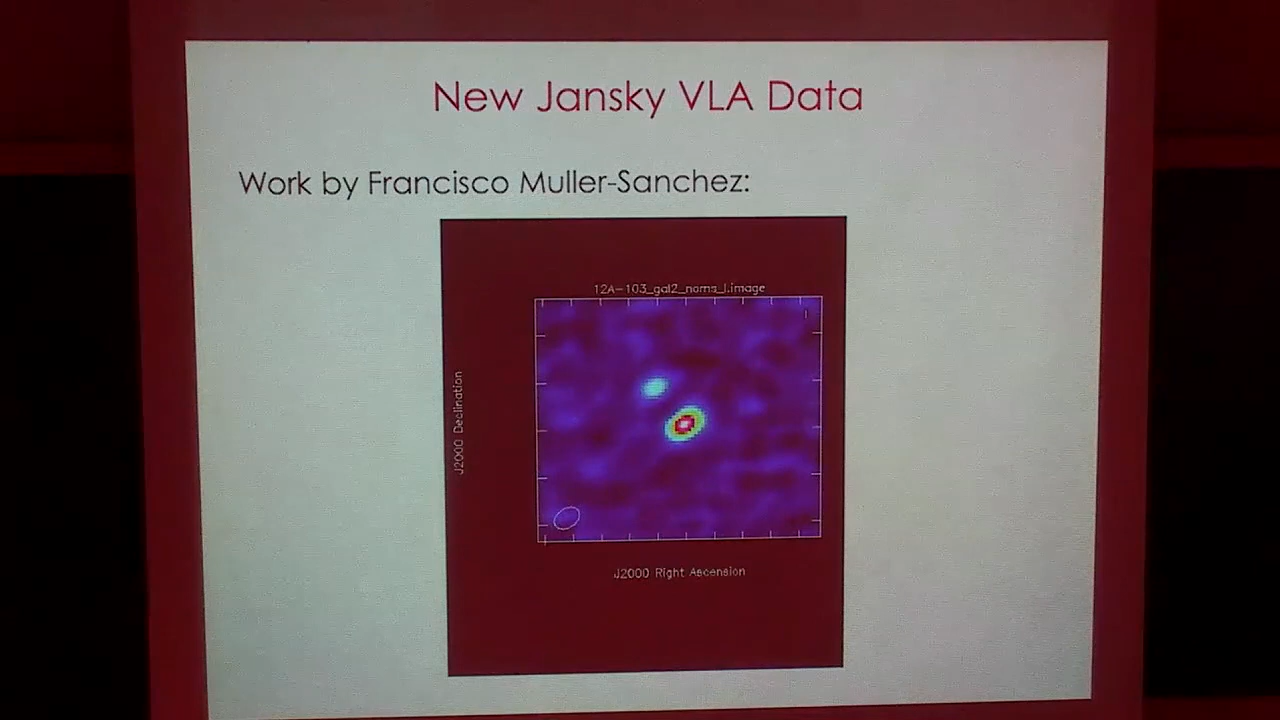 New Jansky VLA Data
Work by Francisco Muller-Sanchez:
12A-103_gal2_noms_I.image
J2000 Declination
J2000 Right Ascension